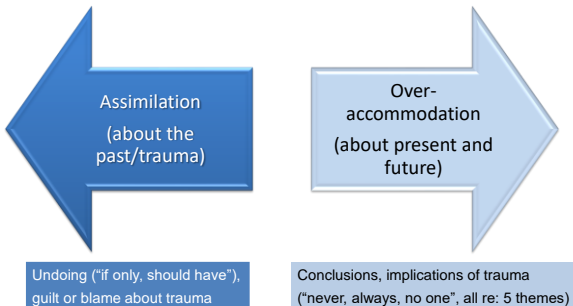 Assimilation
(about the
past/trauma)
Over-
accommodation
(about present and
future)
Undoing (“if only, should have”),
guilt or blame about trauma
Conclusions, implications of trauma
(“never, always, no one”, all re: 5 themes)